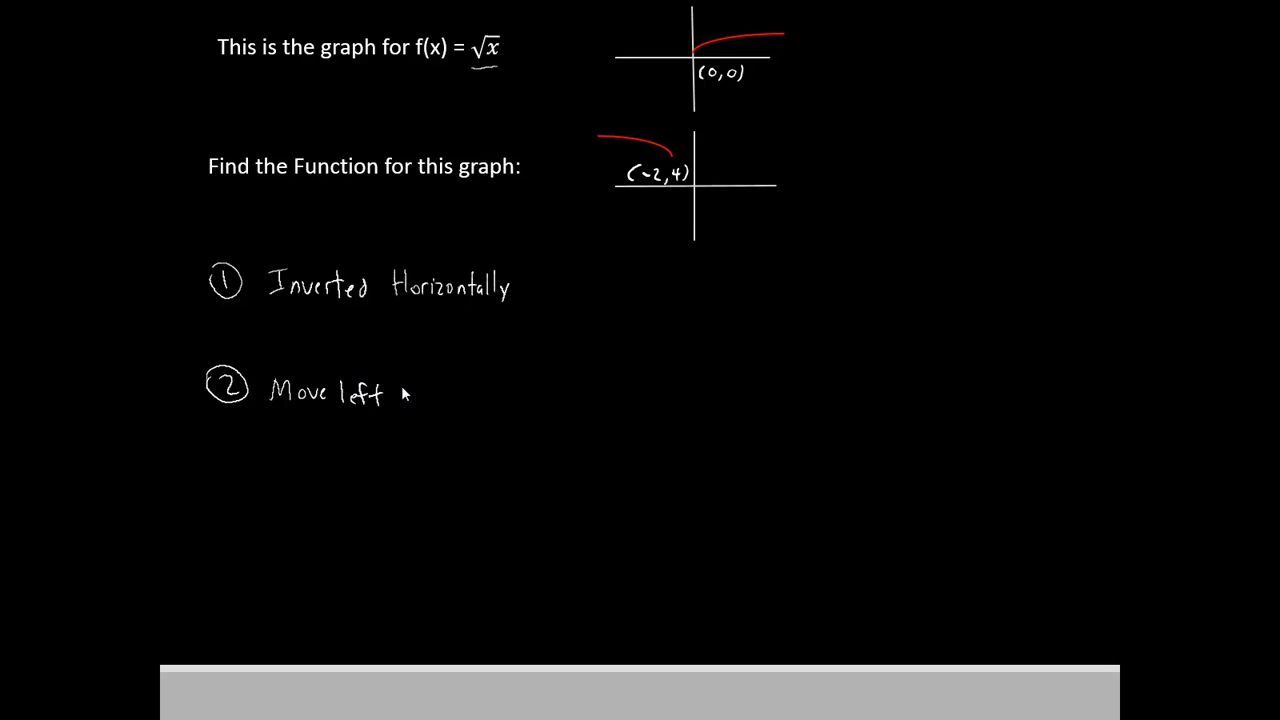 This is the graph for f(x) = √x
(0,0)
Find the Function for this graph:
(-2,4)
① Inverted Horizontally
② Move left